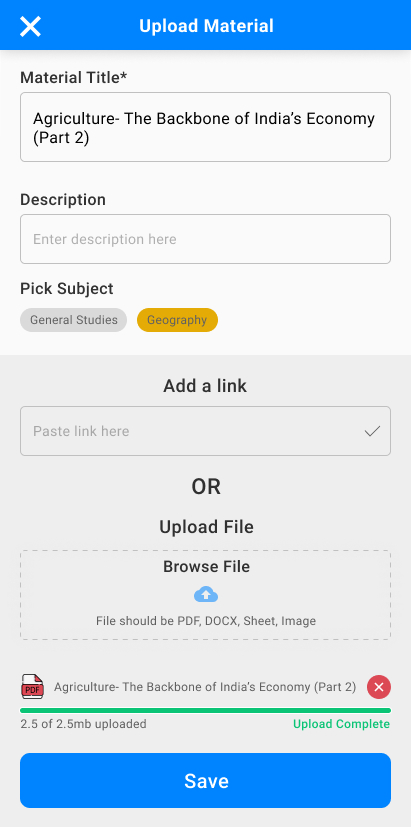 Upload Material
Material Title*
Agriculture- The Backbone of India's Economy
(Part 2)
Description
Enter description here
Pick Subject
General Studies
Geography
Add a link
Paste link here
OR
Upload File
Browse File
File should be PDF, DOCX, Sheet, Image
PDF
Agriculture- The Backbone of India's Economy (Part 2)
2.5 of 2.5mb uploaded
Upload Complete
Save